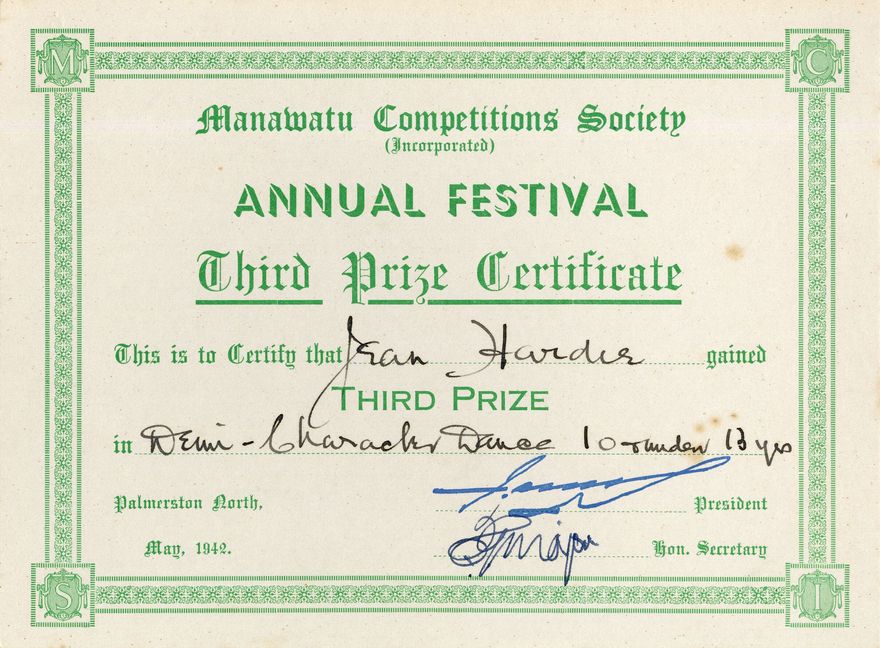 M C
Manawatu Competitions Society
(Incorporated)
ANNUAL FESTIVAL
Third Prize Certificate
This is to Certify that Jean Hardie gained
THIRD PRIZE
in Demi-Character Dance 10 & under 13 yrs
Palmerston North, President
May, 1942. Hon. Secretary
S I